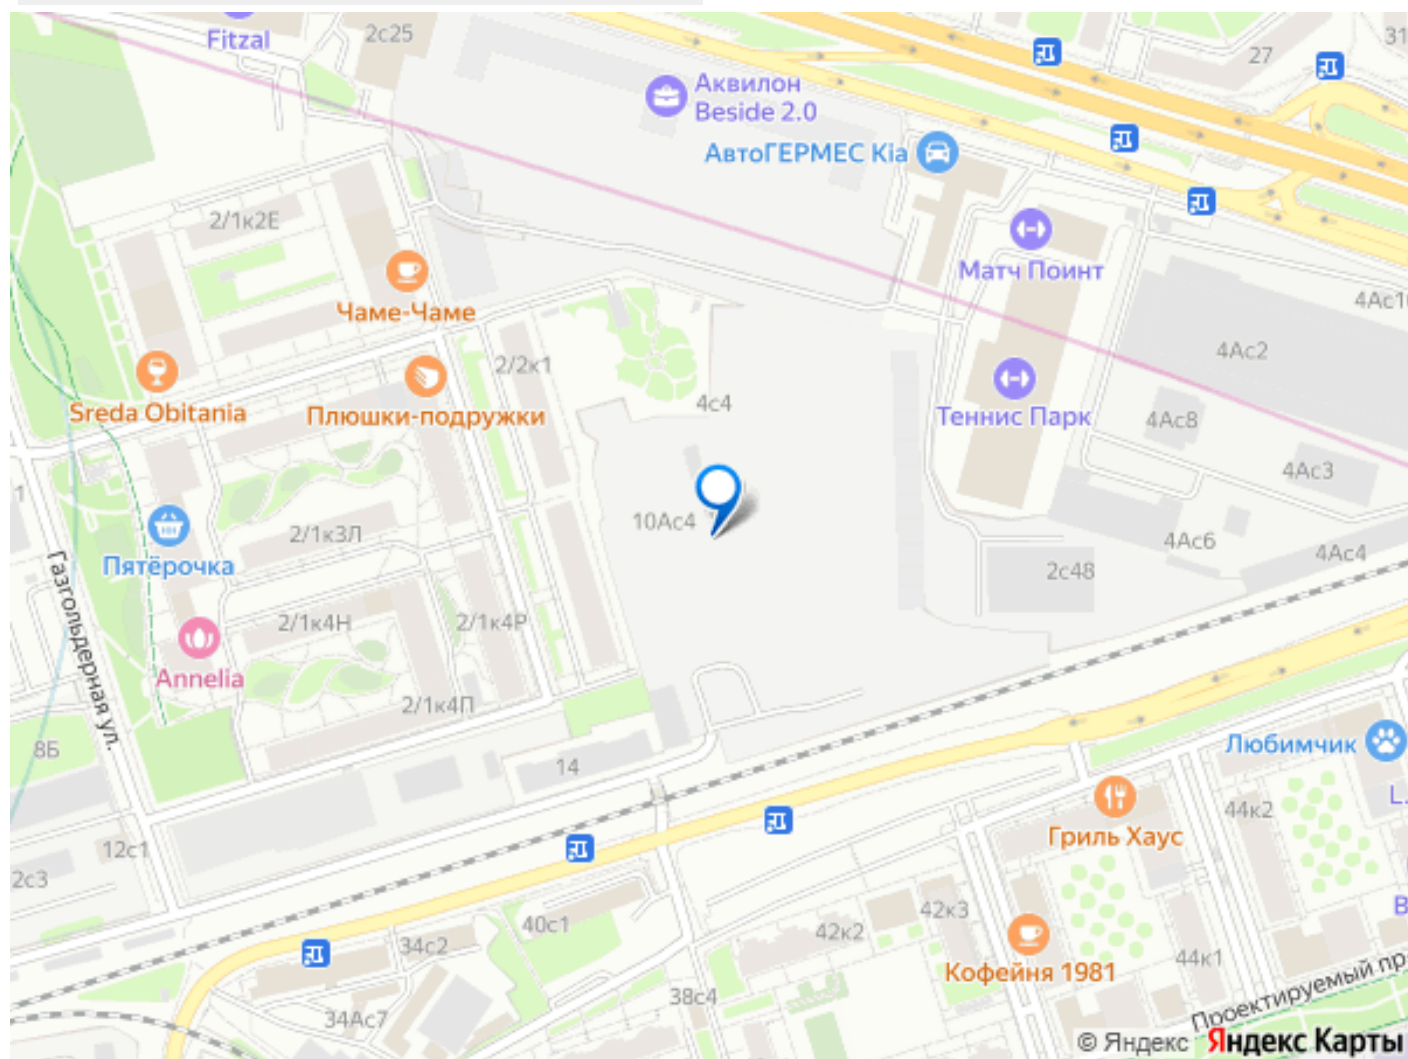 Fitzal
2с25
27
31
Аквилон
Beside 2.0
АвтоГЕРМЕС Kia
2/1к2Е
Матч Поинт
Чаме-Чаме
4Ас2
2/2к1
Sreda Obitania
Плюшки-подружки
4с4
Теннис Парк
4Ас8
4Ас3
1
10Ас4
2/1к3Л
Пятёрочка
4Ас6
4Ас4
2с48
Газгольдерная ул.
2/1к4Н
2/1к4Р
Annelia
2/1к4П
8Б
14
Любимчик
44к2
Гриль Хаус
12с1
2с3
42к3
40с1
42к2
34с2
44к1
Кофейня 1981
38с4
34Ас7
Проектируемый пр
© Яндекс Яндекс Карты